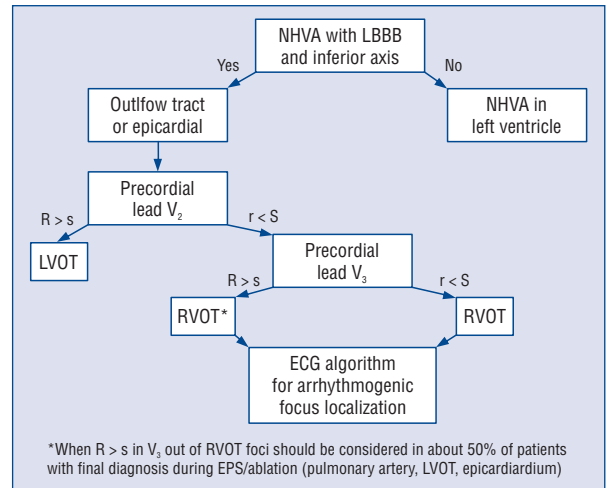 NHVA with LBBB
and inferior axis
Yes
No
Outlfow tract
or epicardial
NHVA in
left ventricle
Precordial
lead V₂
R > s
r < S
LVOT
Precordial
lead V₃
R > s
r < S
RVOT*
RVOT
ECG algorithm
for arrhythmogenic
focus localization
*When R > s in V₃ out of RVOT foci should be considered in about 50% of patients
with final diagnosis during EPS/ablation (pulmonary artery, LVOT, epicardiardium)